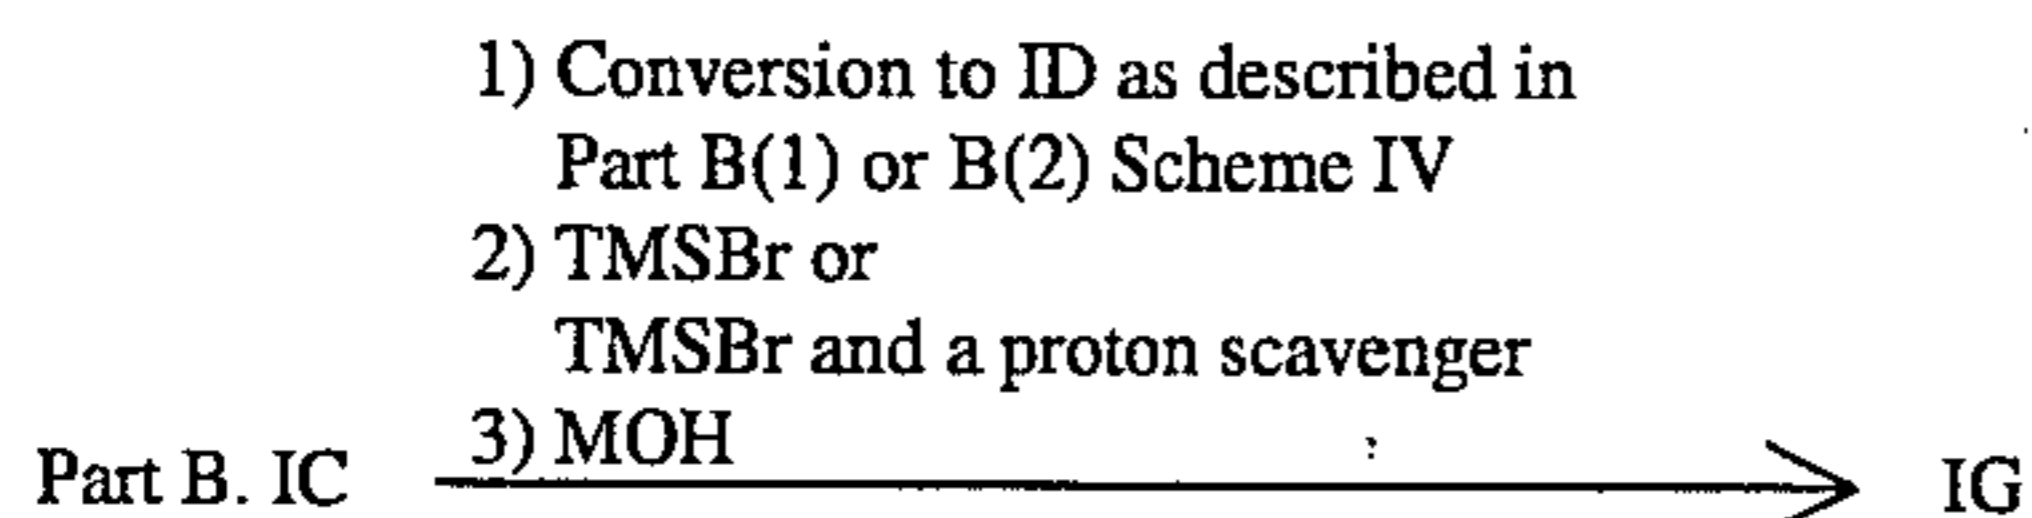 1) Conversion to ID as described in
Part B(1) or B(2) Scheme IV
2) TMSBr or
TMSBr and a proton scavenger
3) MOH
Part B. IC
IG